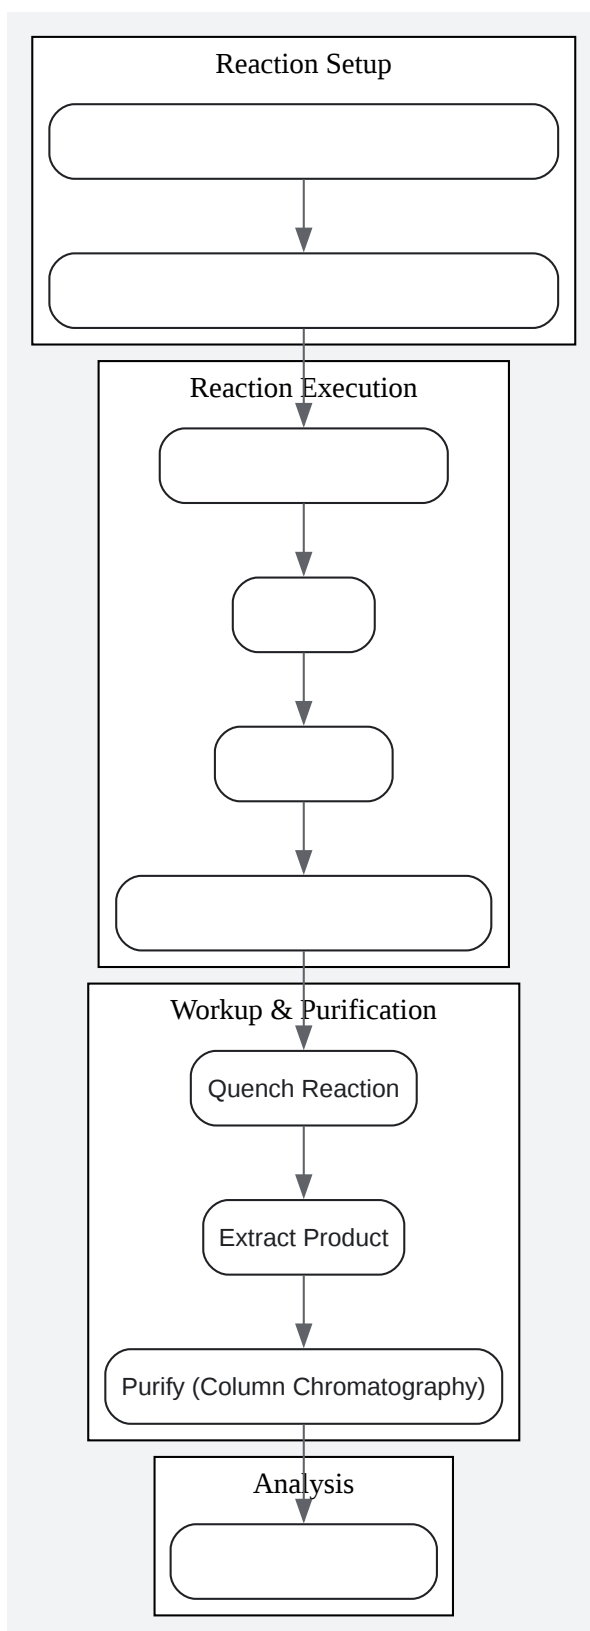 Reaction Setup
Reaction Execution
Workup & Purification
Quench Reaction
Extract Product
Purify (Column Chromatography)
Analysis